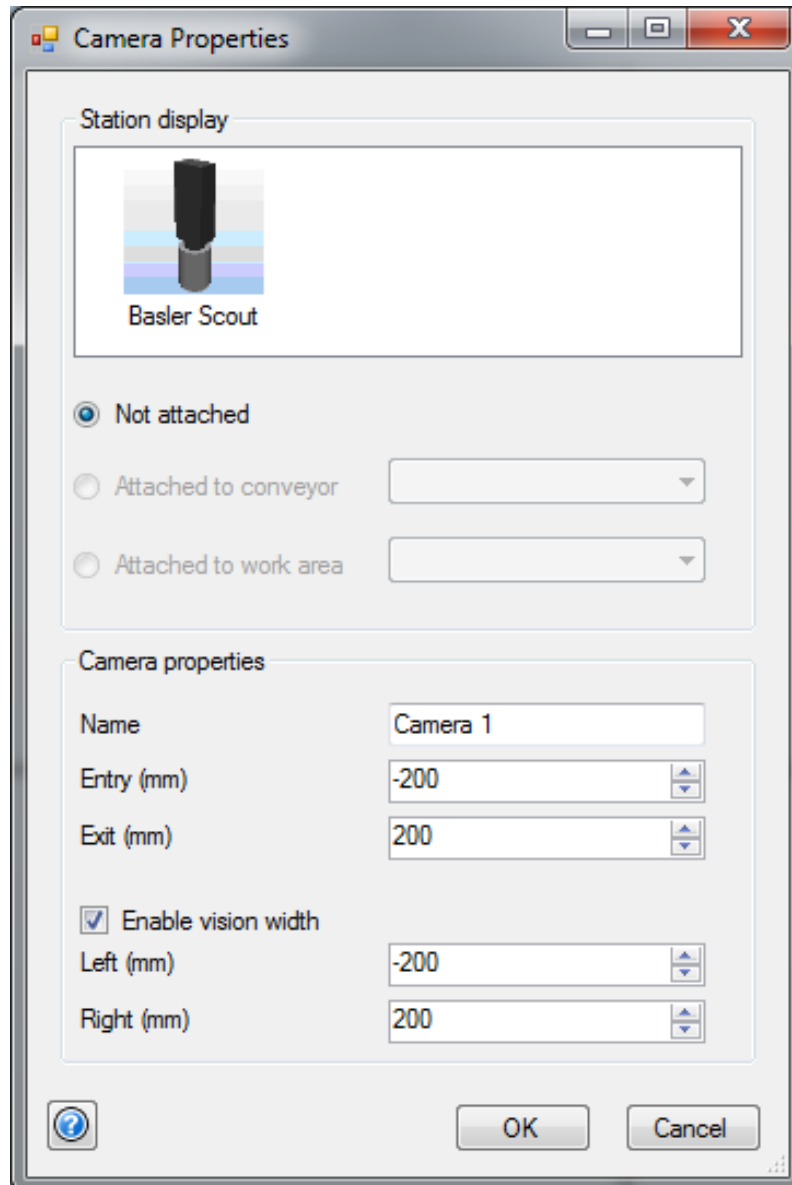 Camera Properties
Station display
Basler Scout
Not attached
Attached to conveyor
Attached to work area
Camera properties
Name Camera 1
Entry (mm) -200
Exit (mm) 200
Enable vision width
Left (mm) -200
Right (mm) 200
OK Cancel